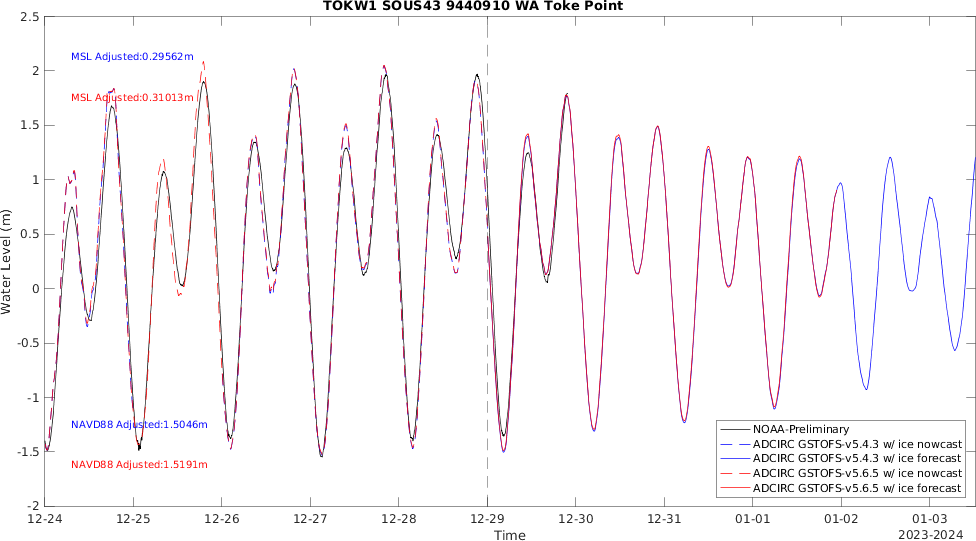 TOKW1 SOUS43 9440910 WA Toke Point
2.5
2
1.5
1
0.5
0
-0.5
-1
-1.5
-2
Water Level (m)
MSL Adjusted:0.29562m
MSL Adjusted:0.31013m
NAVD88 Adjusted:1.5046m
NAVD88 Adjusted:1.5191m
NOAA-Preliminary
ADCIRC GSTOFS-v5.4.3 w/ ice nowcast
ADCIRC GSTOFS-v5.4.3 w/ ice forecast
ADCIRC GSTOFS-v5.6.5 w/ ice nowcast
ADCIRC GSTOFS-v5.6.5 w/ ice forecast
12-24 12-25 12-26 12-27 12-28 12-29 12-30 12-31 01-01 01-02 01-03
Time
2023-2024